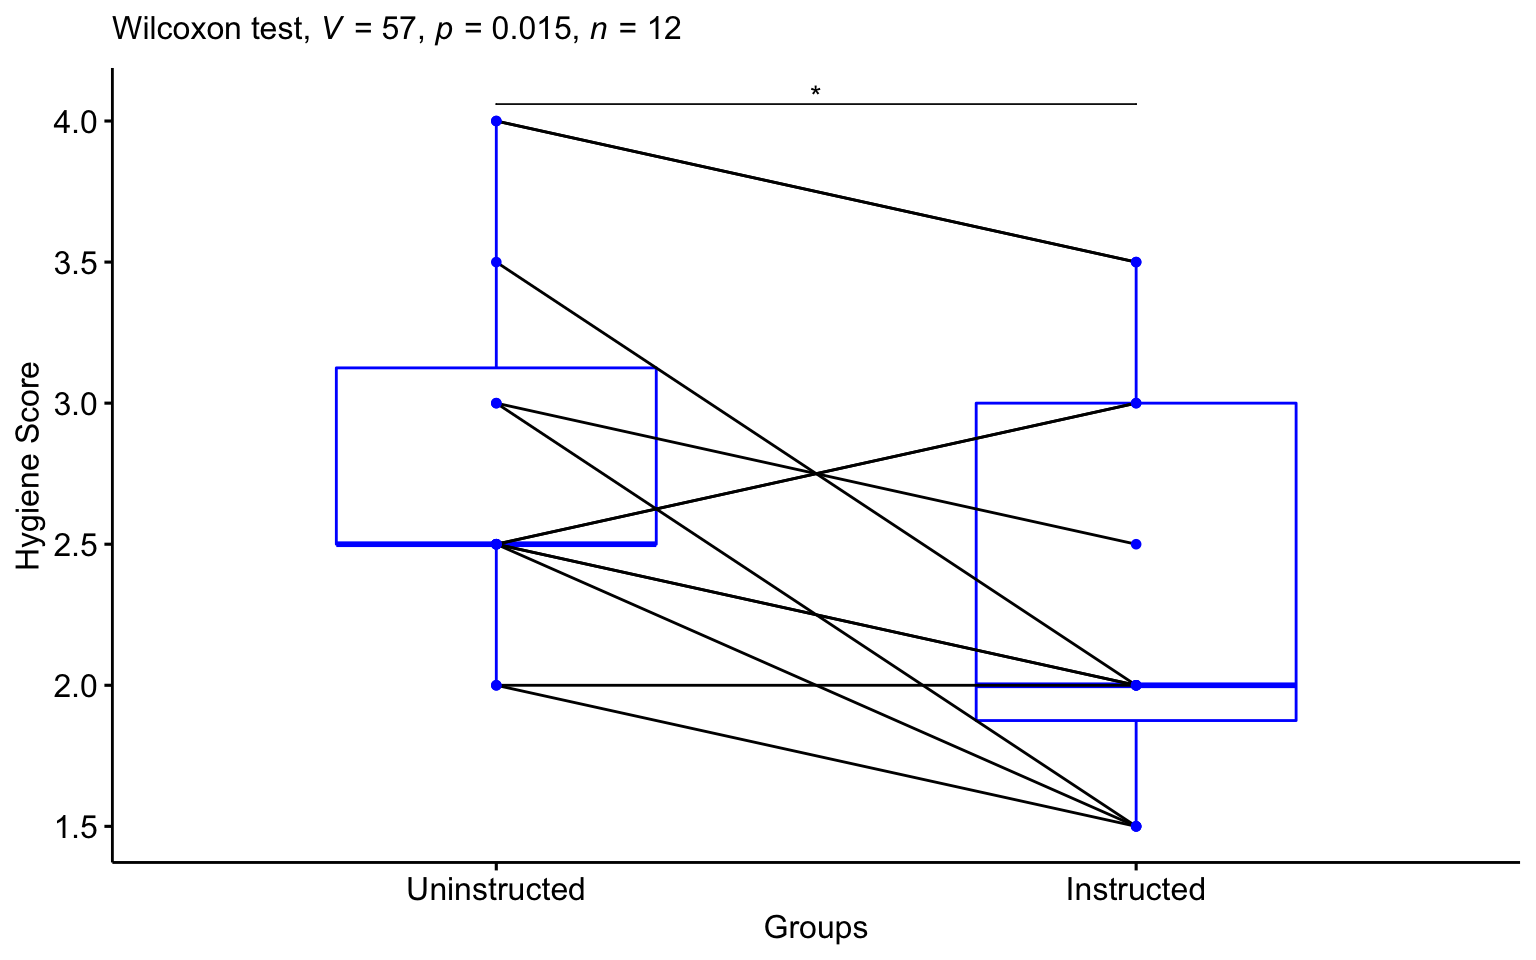 Wilcoxon test, V = 57, p = 0.015, n = 12
*
4.0
3.5
3.0
2.5
2.0
1.5
Hygiene Score
Uninstructed
Instructed
Groups